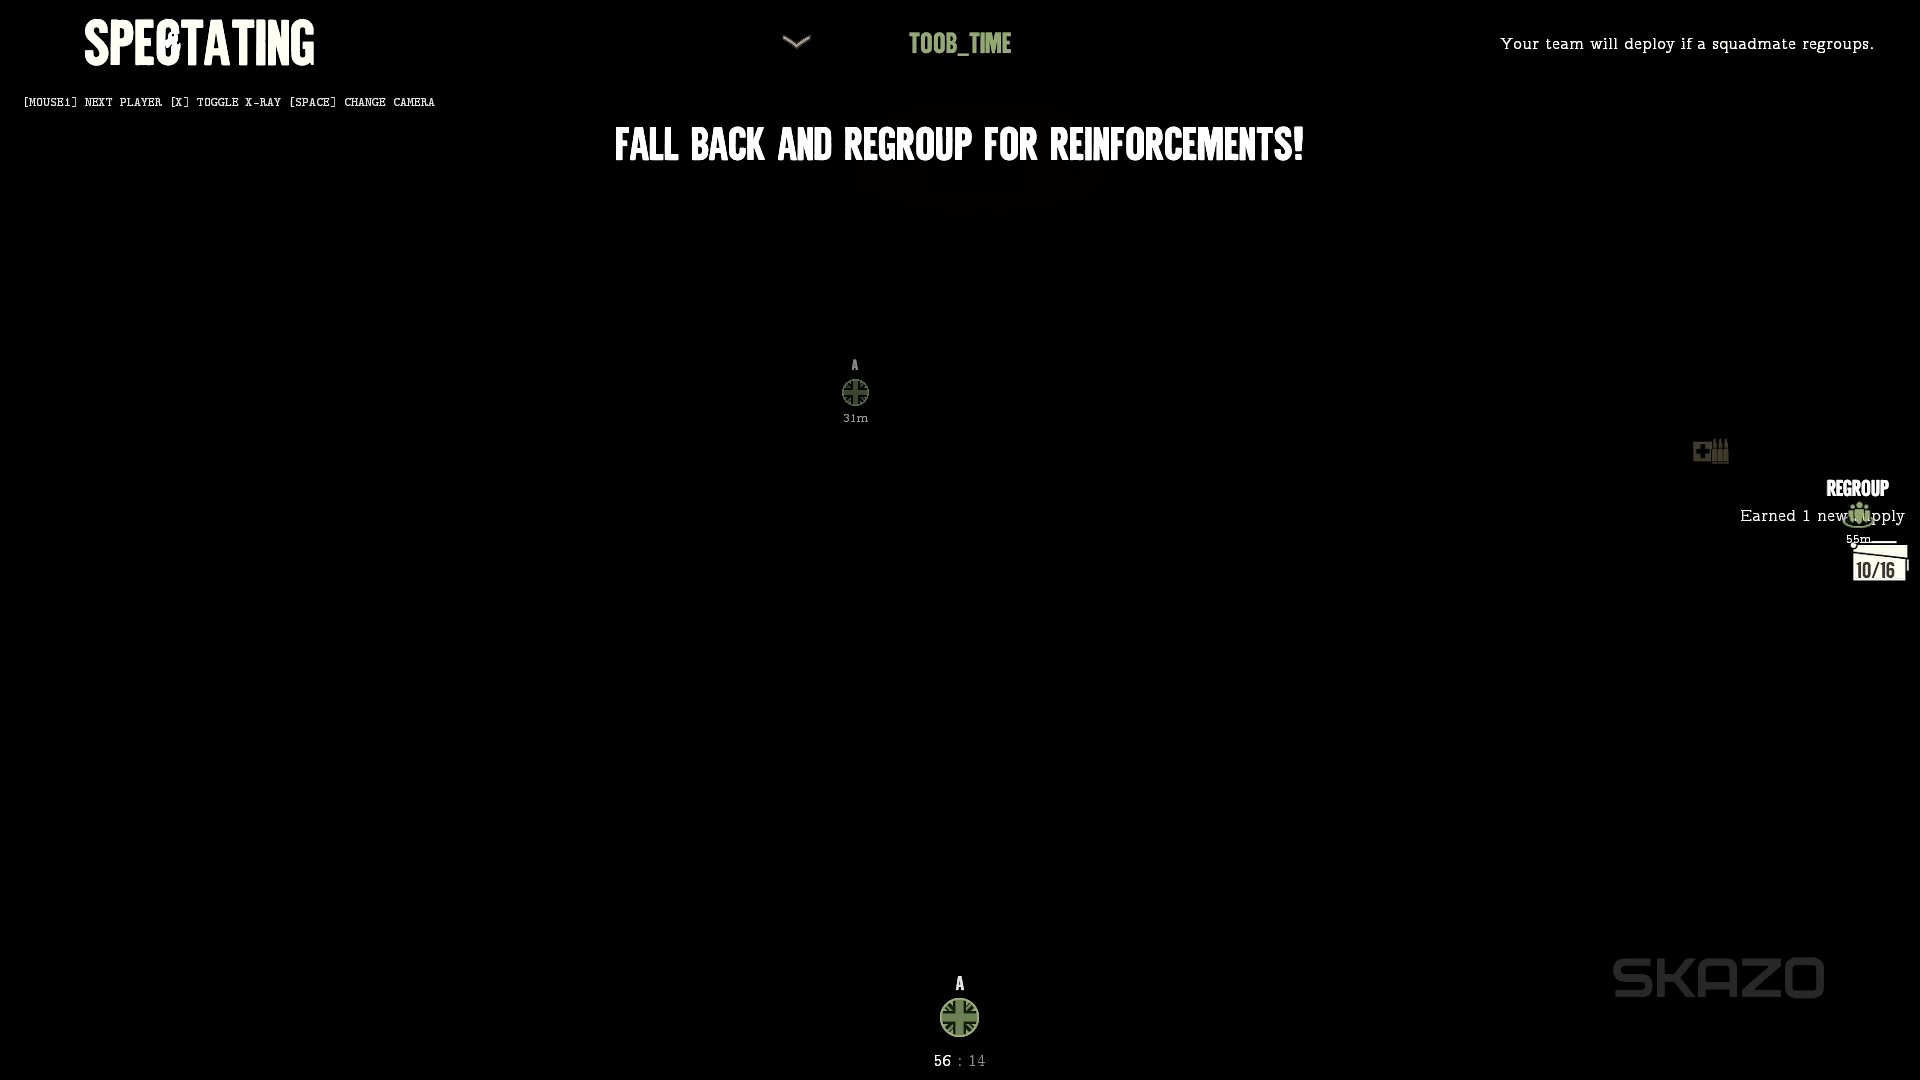 SPECTATING
TOOB_TIME
Your team will deploy if a squadmate regroups.
[MOUSE1] NEXT PLAYER [X] TOGGLE X-RAY [SPACE] CHANGE CAMERA
FALL BACK AND REGROUP FOR REINFORCEMENTS!
A
31m
REGROUP
Earned 1 new supply
55m
10/16
SKAZO
A
56 : 14